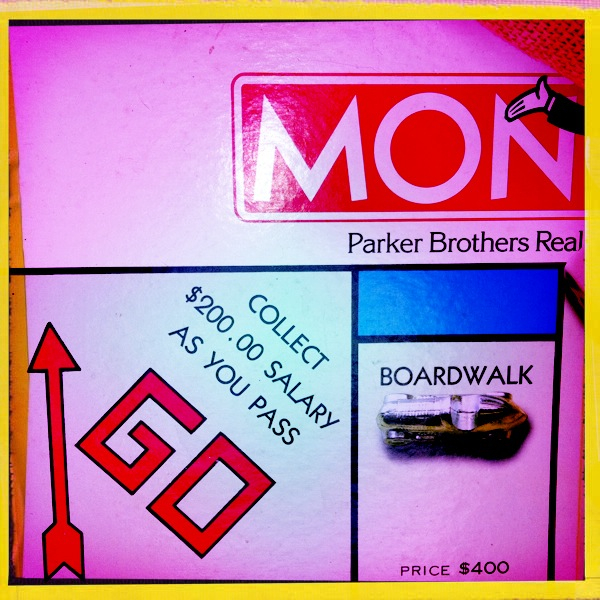 MON
Parker Brothers Real
COLLECT
$200.00 SALARY
AS YOU PASS
GO
BOARDWALK
PRICE $400